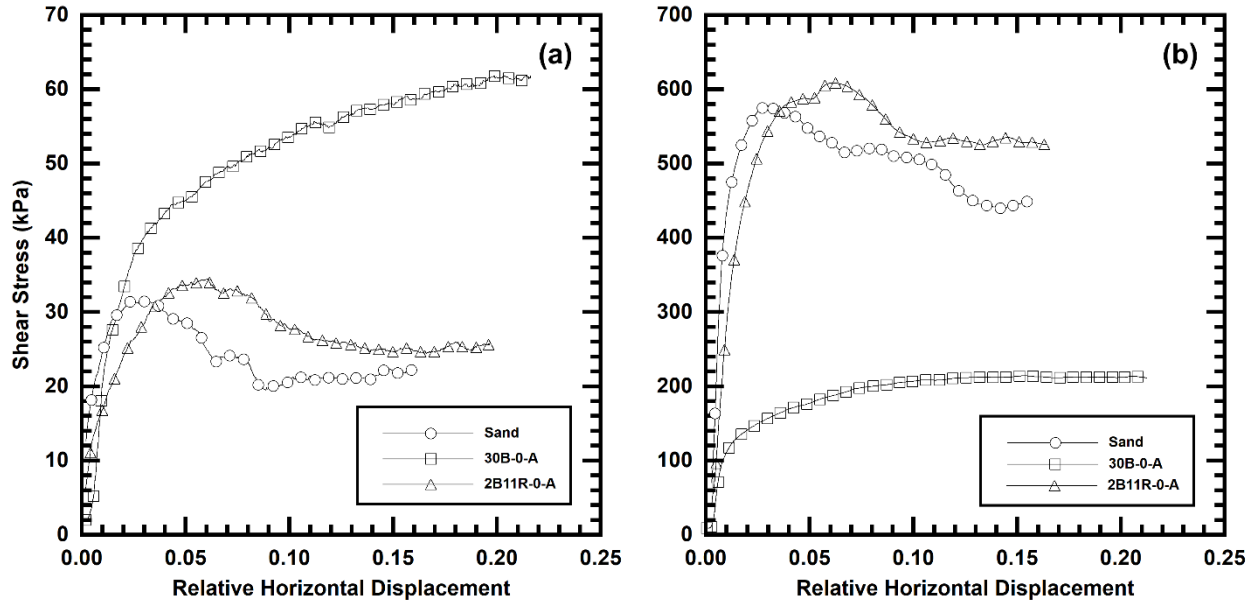 70
60
50
40
30
20
10
0
Shear Stress (kPa)
(a)
Sand
30B-0-A
2B11R-0-A
0.00 0.05 0.10 0.15 0.20 0.25
Relative Horizontal Displacement
700
600
500
400
300
200
100
0
(b)
Sand
30B-0-A
2B11R-0-A
0.00 0.05 0.10 0.15 0.20 0.25
Relative Horizontal Displacement